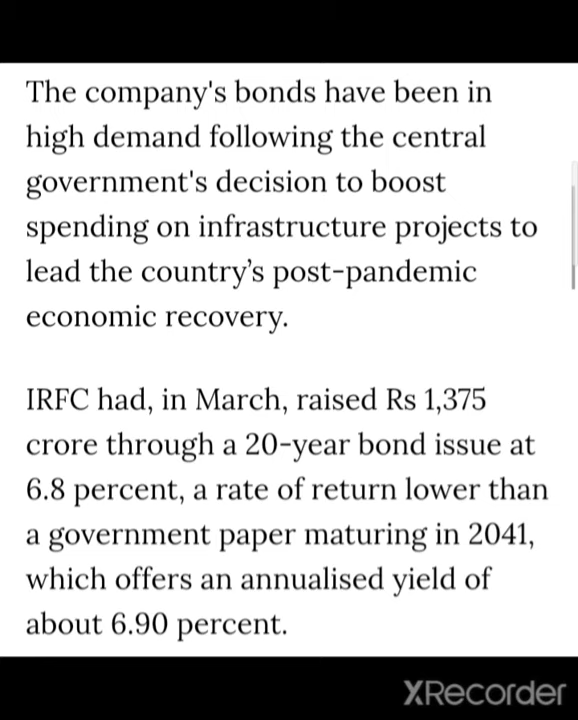 The company's bonds have been in
high demand following the central
government's decision to boost
spending on infrastructure projects to
lead the country’s post-pandemic
economic recovery.
IRFC had, in March, raised Rs 1,375
crore through a 20-year bond issue at
6.8 percent, a rate of return lower than
a government paper maturing in 2041,
which offers an annualised yield of
about 6.90 percent.
XRecorder